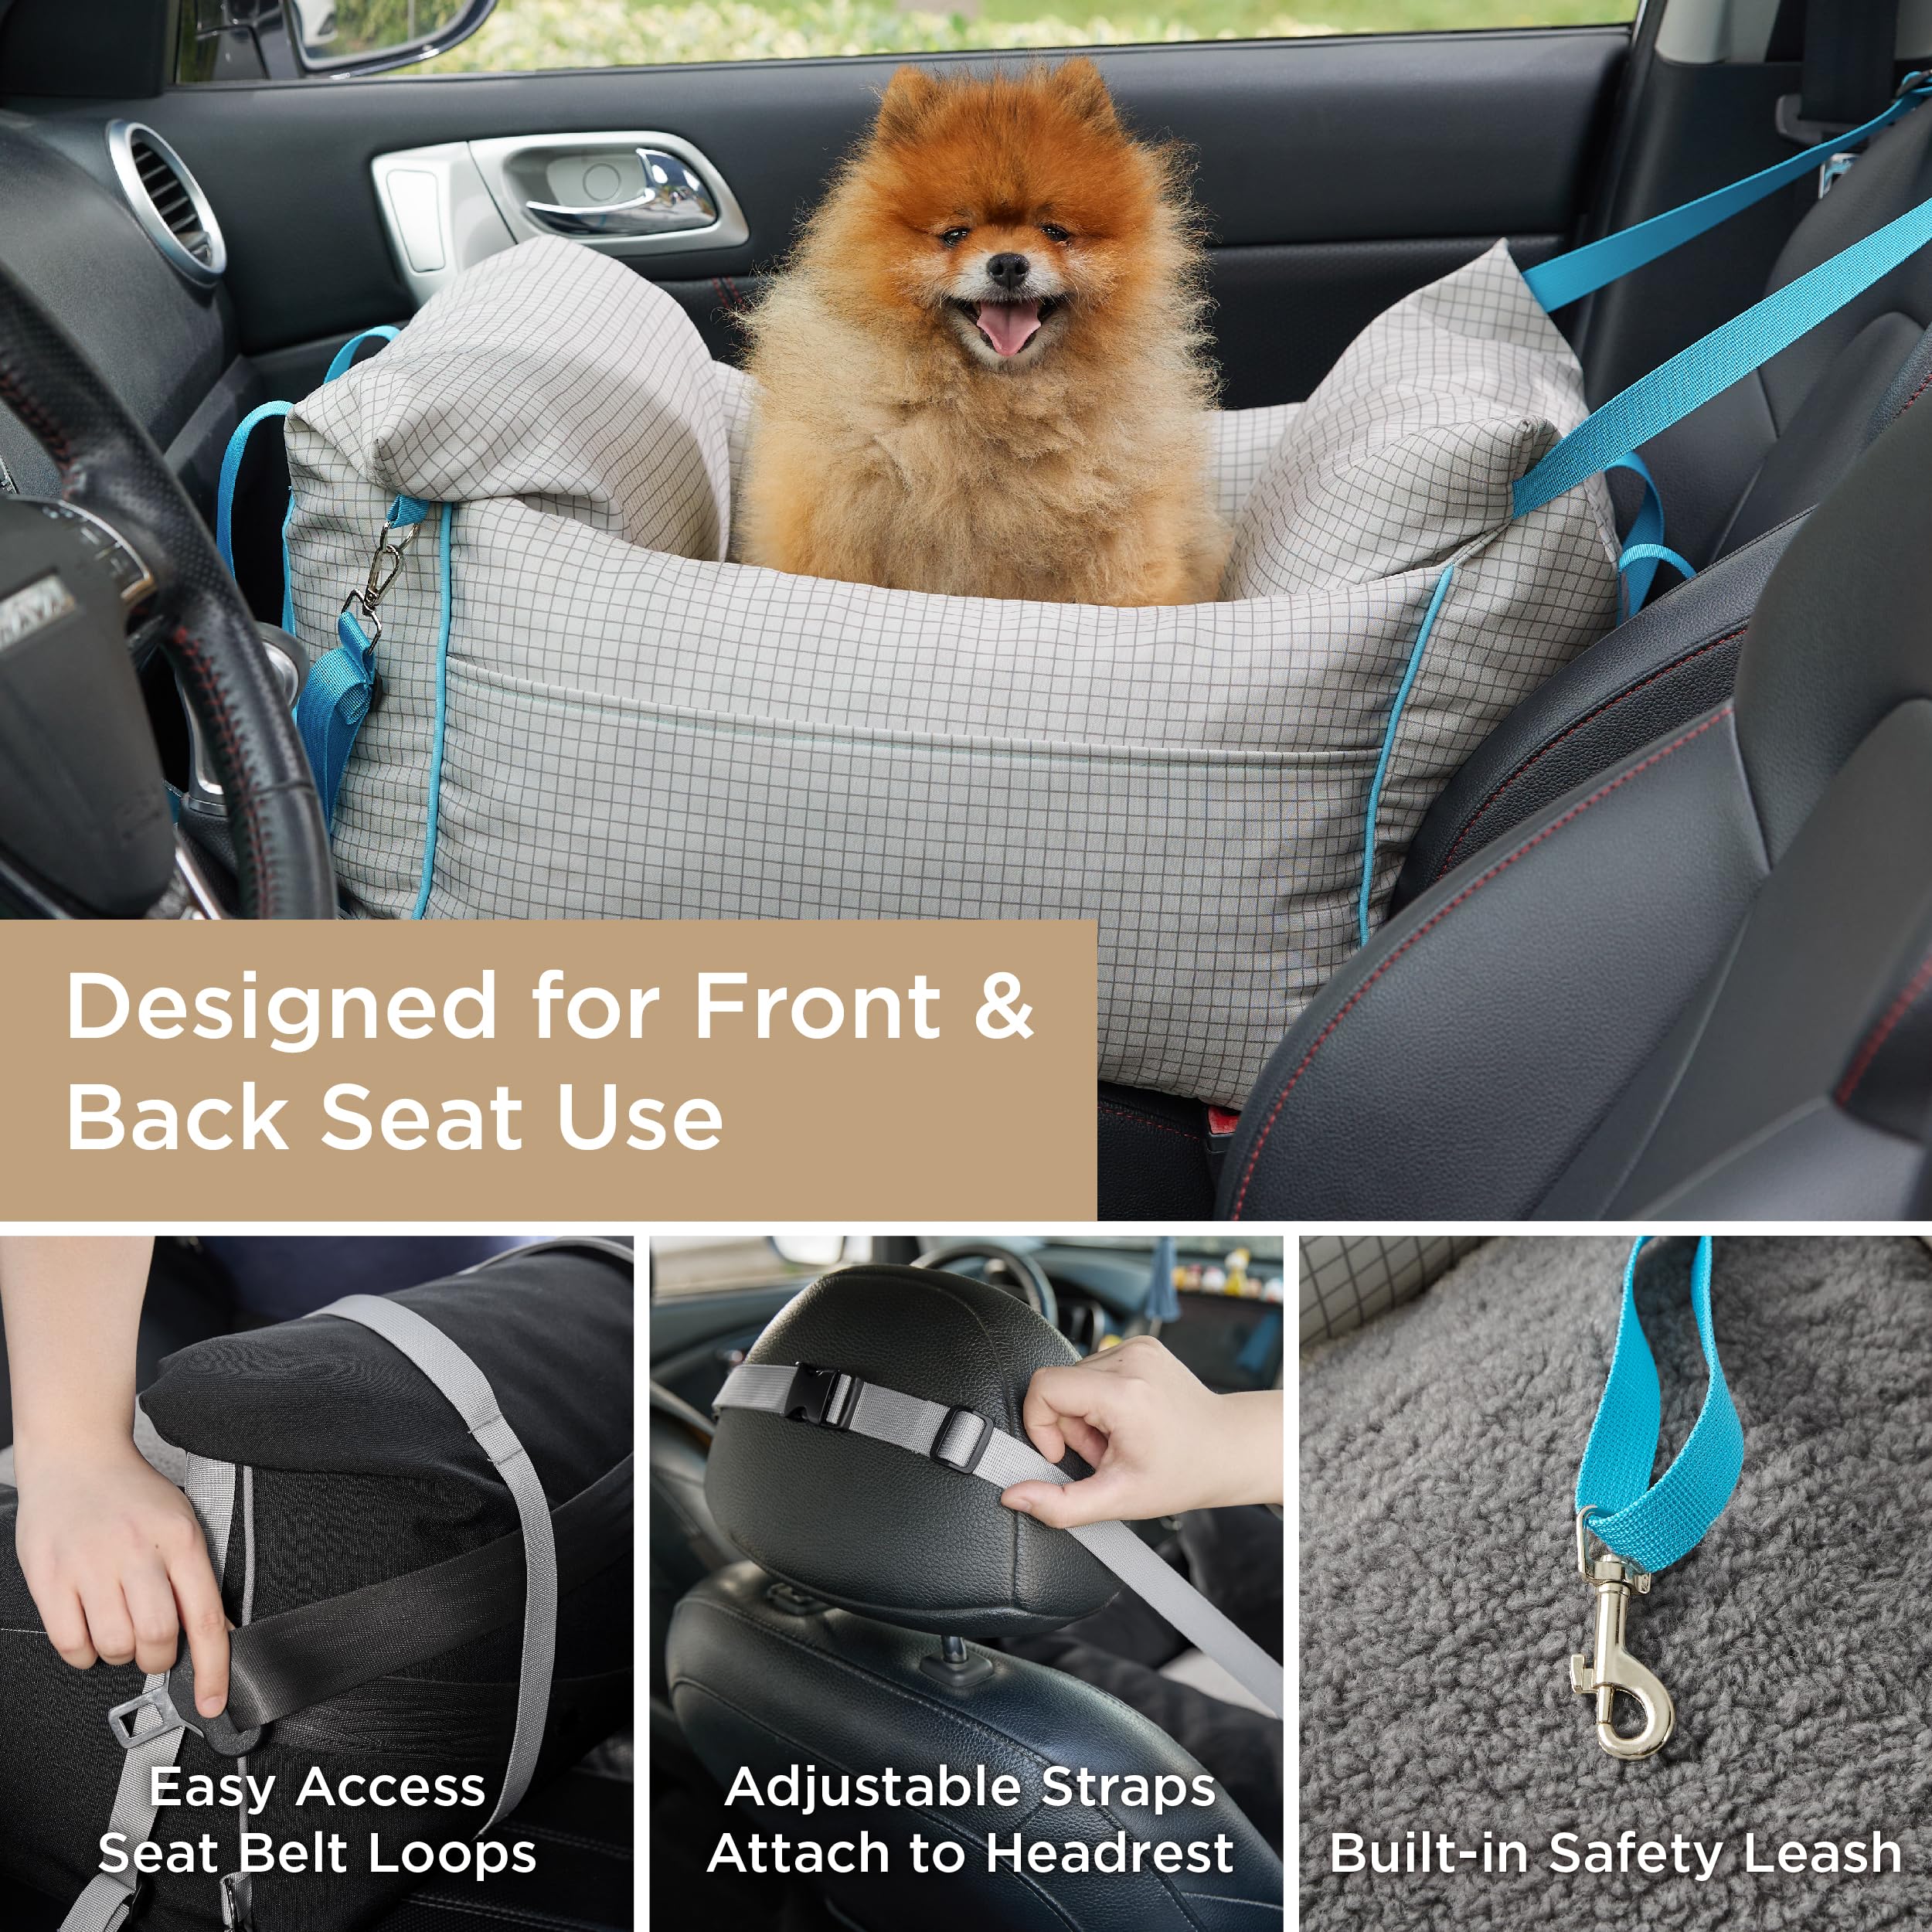 Designed for Front &
Back Seat Use
Easy Access
Seat Belt Loops
Adjustable Straps
Attach to Headrest
Built-in Safety Leash